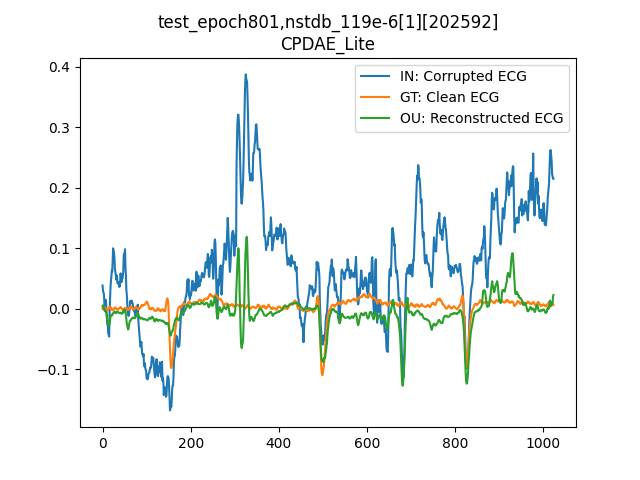 test_epoch801,nstdb_119e-6[1][202592]
CPDAE_Lite
IN: Corrupted ECG
GT: Clean ECG
OU: Reconstructed ECG
0.4
0.3
0.2
0.1
0.0
−0.1
0 200 400 600 800 1000